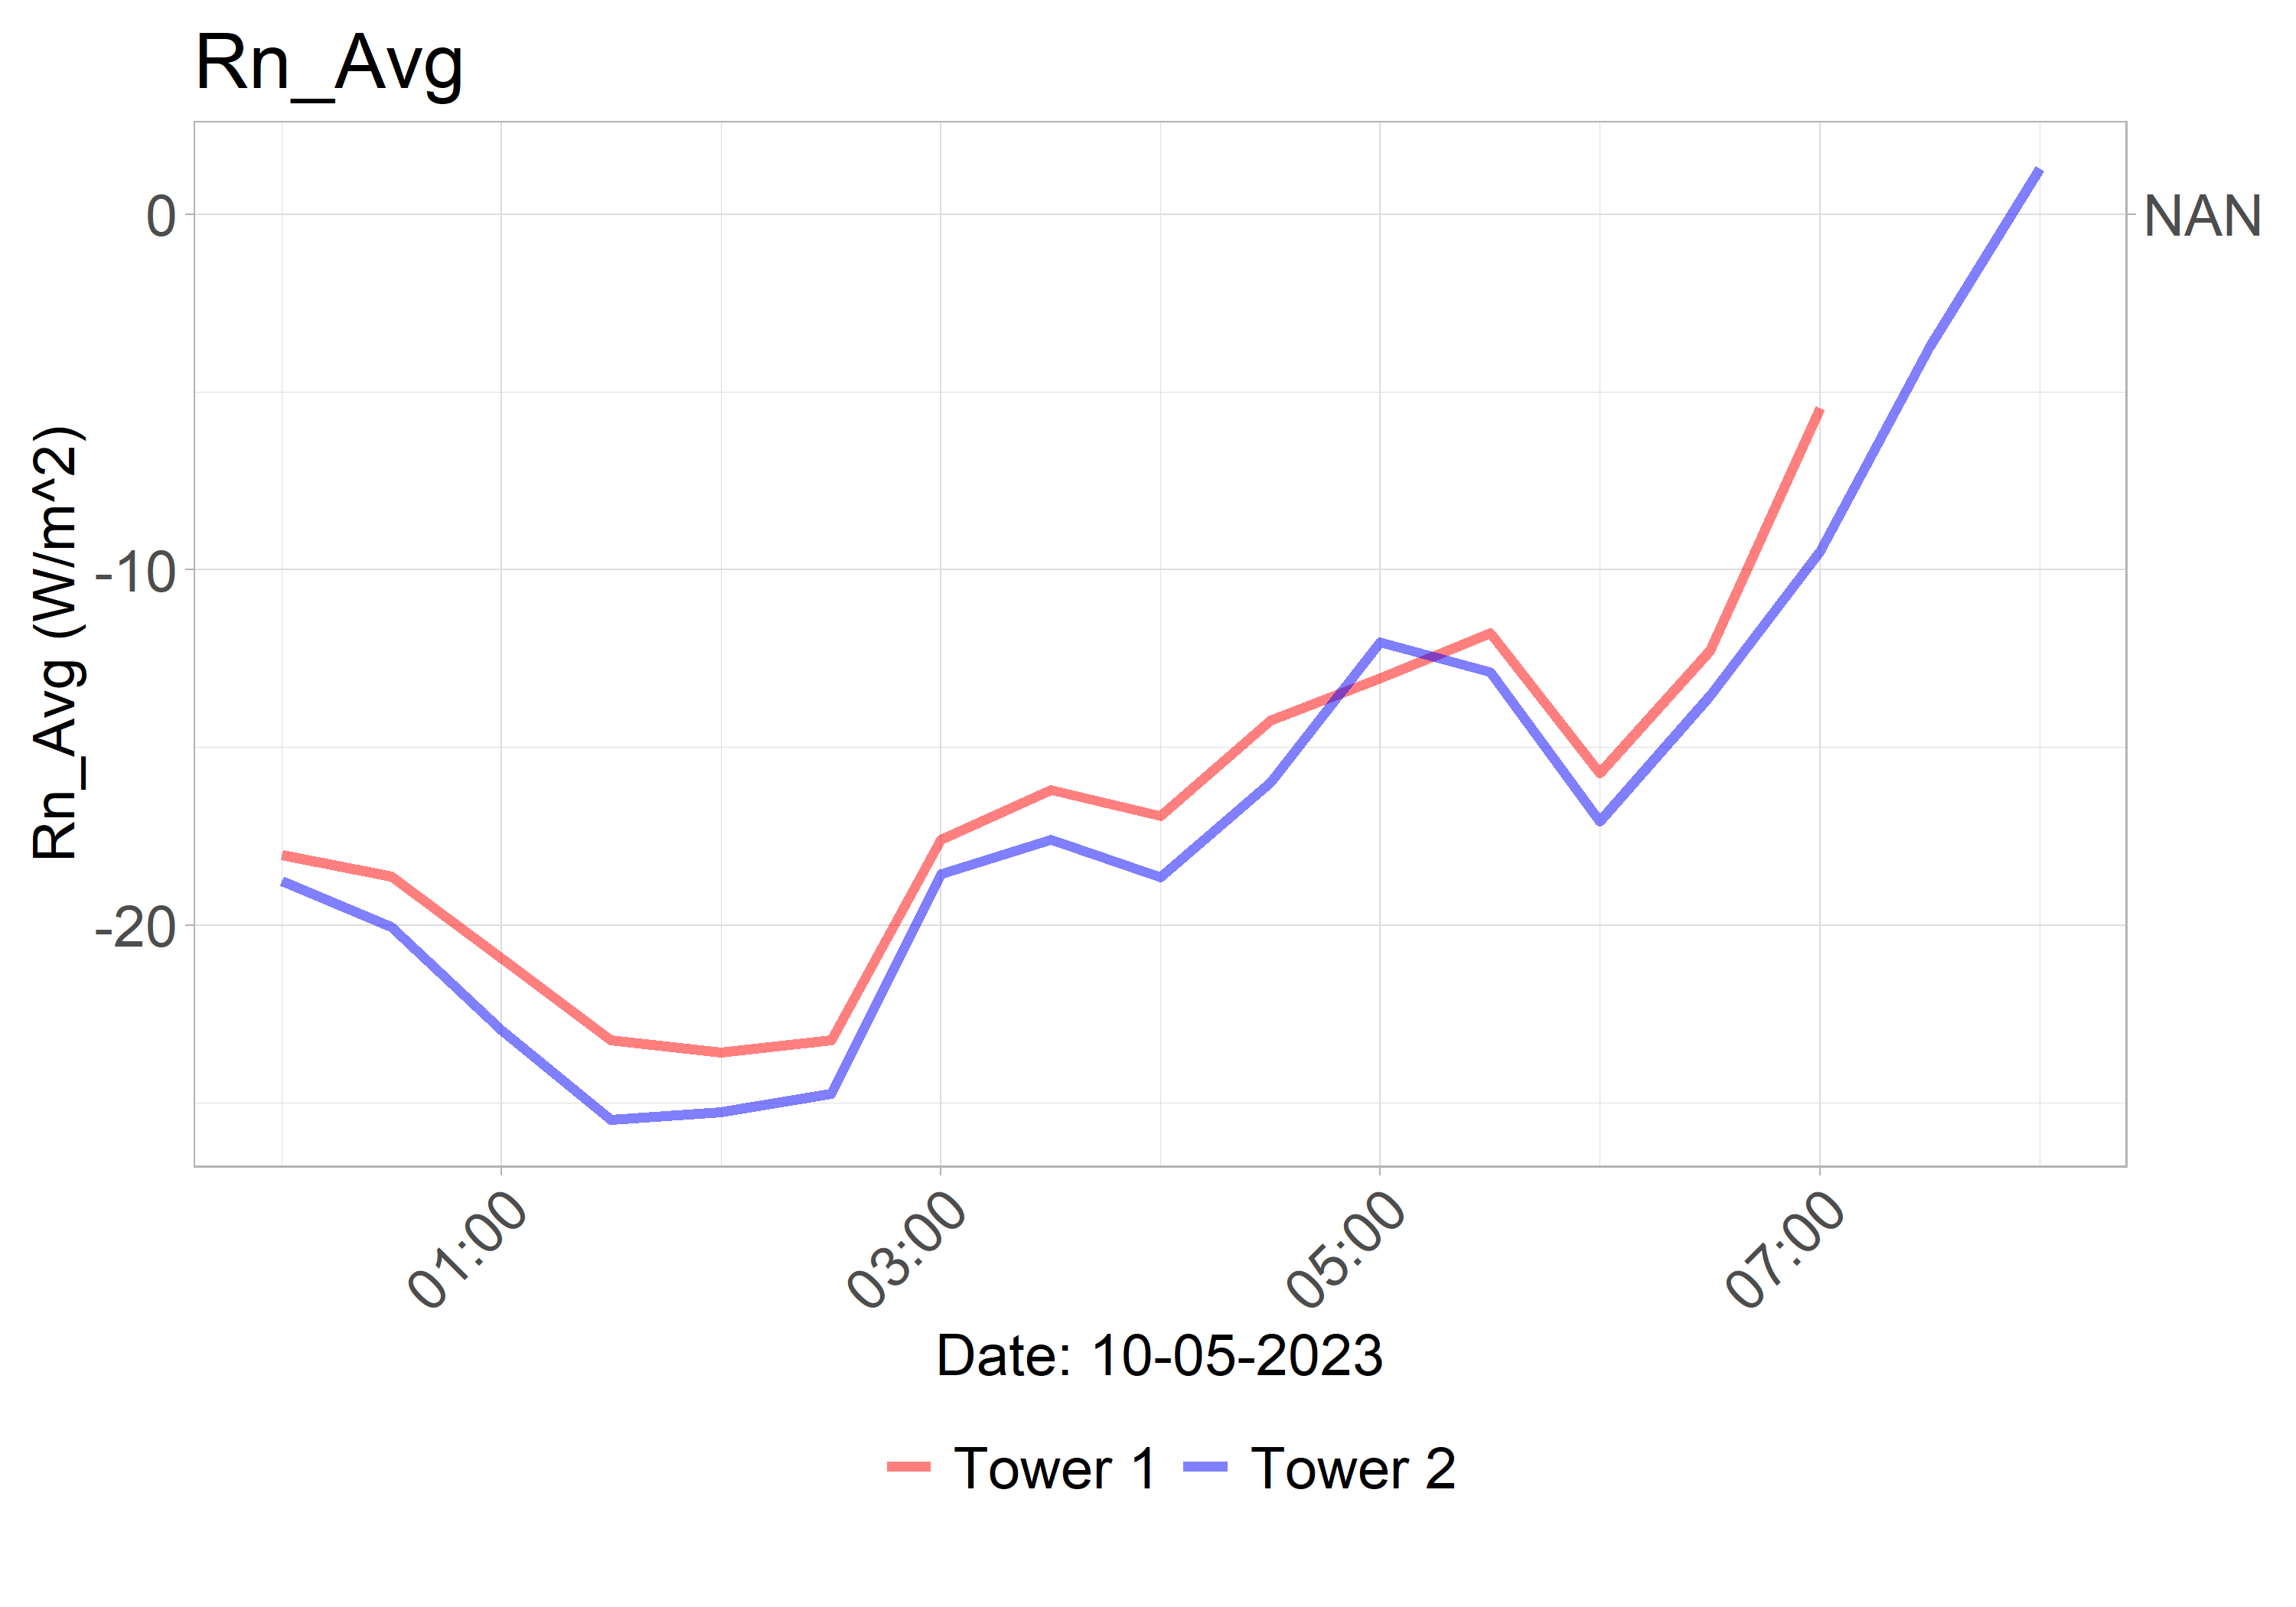 Rn_Avg
Rn_Avg (W/m^2)
0
-10
-20
NAN
01:00
03:00
05:00
07:00
Date: 10-05-2023
Tower 1
Tower 2